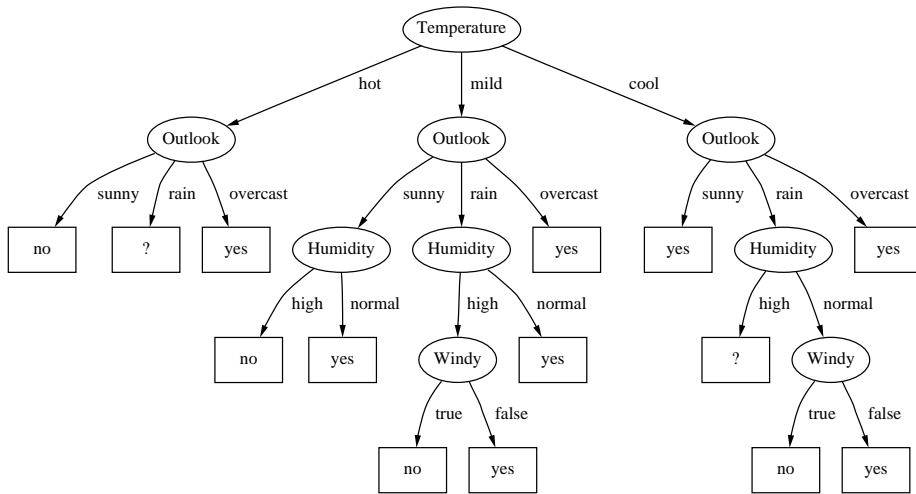 Temperature
hot mild cool
Outlook Outlook Outlook
sunny rain overcast sunny rain overcast sunny rain overcast
no ? yes Humidity Humidity yes yes Humidity yes
high normal high normal high normal
no yes Windy yes ? Windy
true false true false
no yes no yes